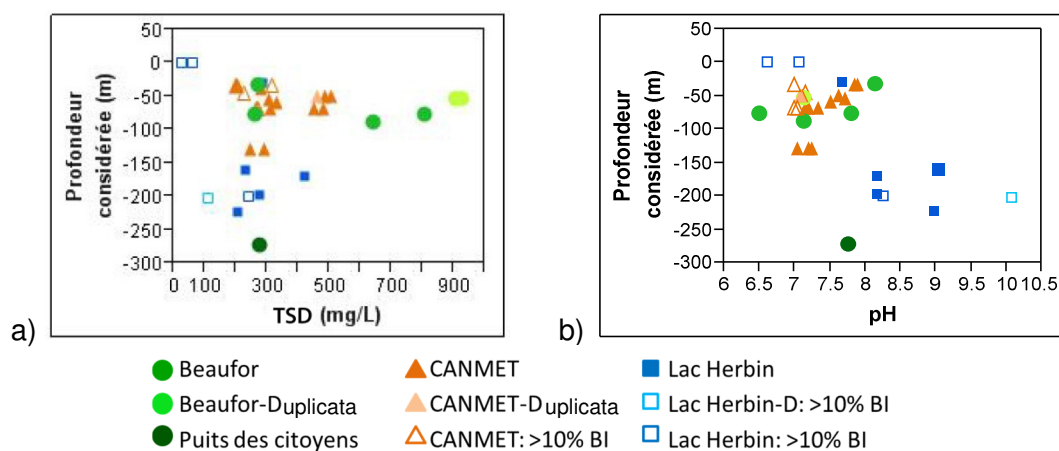 50
0
-50
-100
-150
-200
-250
-300
Profondeur
considérée (m)
0 100 300 500 700 900
TSD (mg/L)
a)
50
0
-50
-100
-150
-200
-250
-300
Profondeur
considérée (m)
6 6.5 7 7.5 8 8.5 9 9.5 10 10.5
pH
b)
Beaufor CANMET Lac Herbin
Beaufor-Duplicata CANMET-Duplicata Lac Herbin-D: >10% BI
Puits des citoyens CANMET: >10% BI Lac Herbin: >10% BI